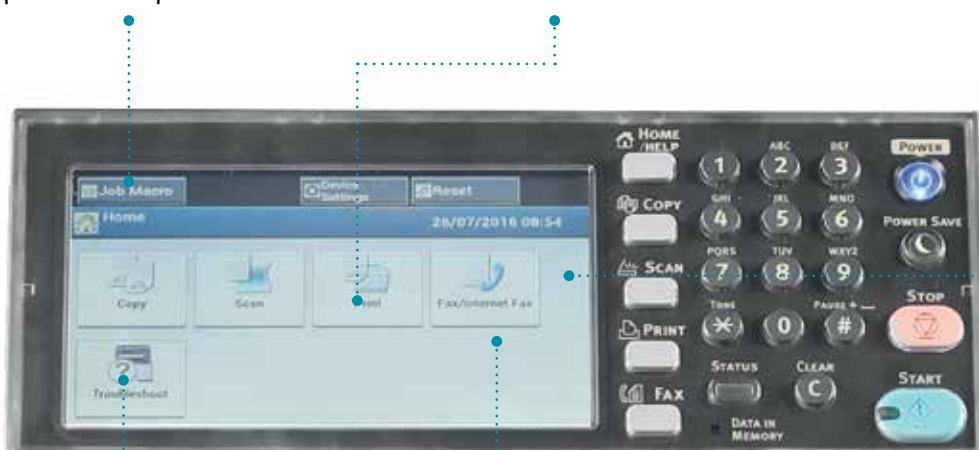 Job Macro
Device Settings
Reset
Home
26/07/2016 08:54
Copy
Scan
Print
Fax/Internet Fax
Troubleshoot
HOME
/HELP
COPY
SCAN
PRINT
FAX
1
ABC
2
DEF
3
GHI
4
JKL
5
MNO
6
PQRS
7
TUV
8
WXYZ
9
TONE
*
0
PAUSE + _
#
STATUS
CLEAR
C
DATA IN
MEMORY
POWER
POWER SAVE
STOP
START